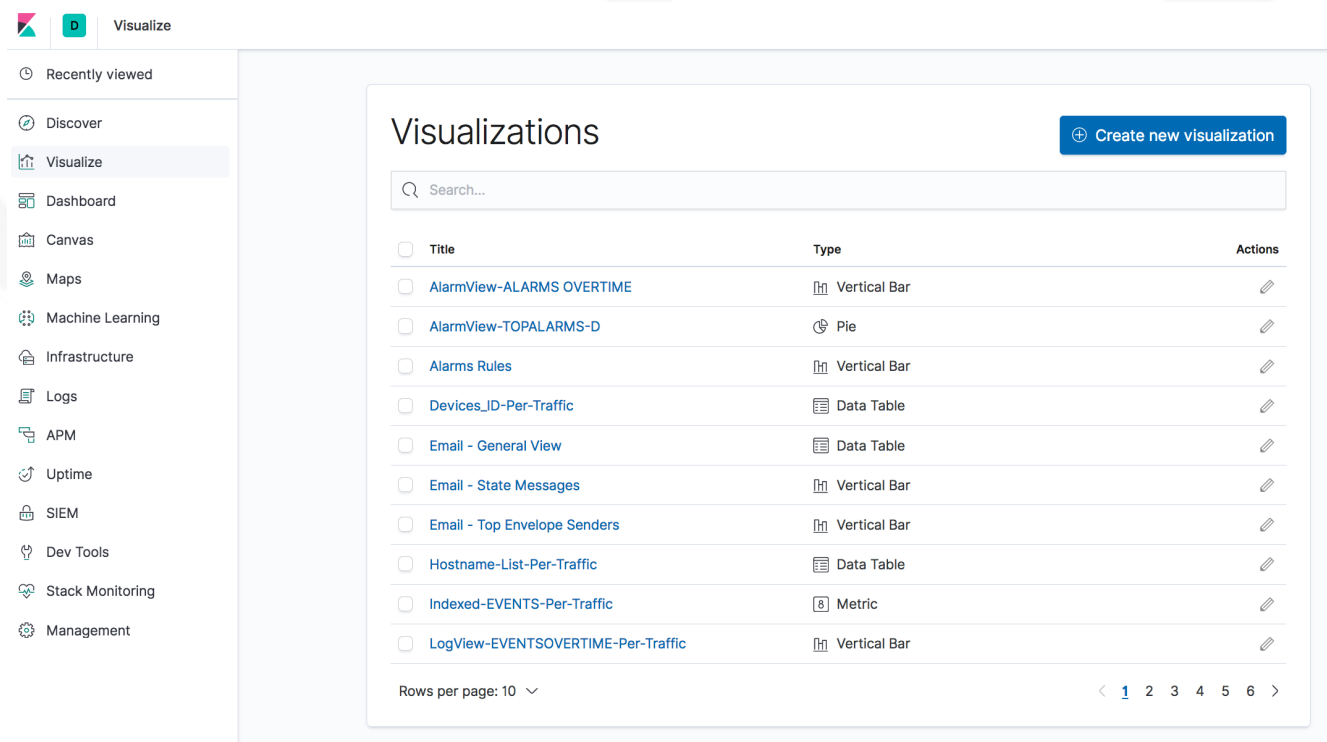 D Visualize
Recently viewed
Discover
Visualize
Dashboard
Canvas
Maps
Machine Learning
Infrastructure
Logs
APM
Uptime
SIEM
Dev Tools
Stack Monitoring
Management
Visualizations
Create new visualization
Search...
Title Type Actions
AlarmView-ALARMS OVERTIME Vertical Bar
AlarmView-TOPALARMS-D Pie
Alarms Rules Vertical Bar
Devices_ID-Per-Traffic Data Table
Email - General View Data Table
Email - State Messages Vertical Bar
Email - Top Envelope Senders Vertical Bar
Hostname-List-Per-Traffic Data Table
Indexed-EVENTS-Per-Traffic 8 Metric
LogView-EVENTSOVERTIME-Per-Traffic Vertical Bar
Rows per page: 10 1 2 3 4 5 6